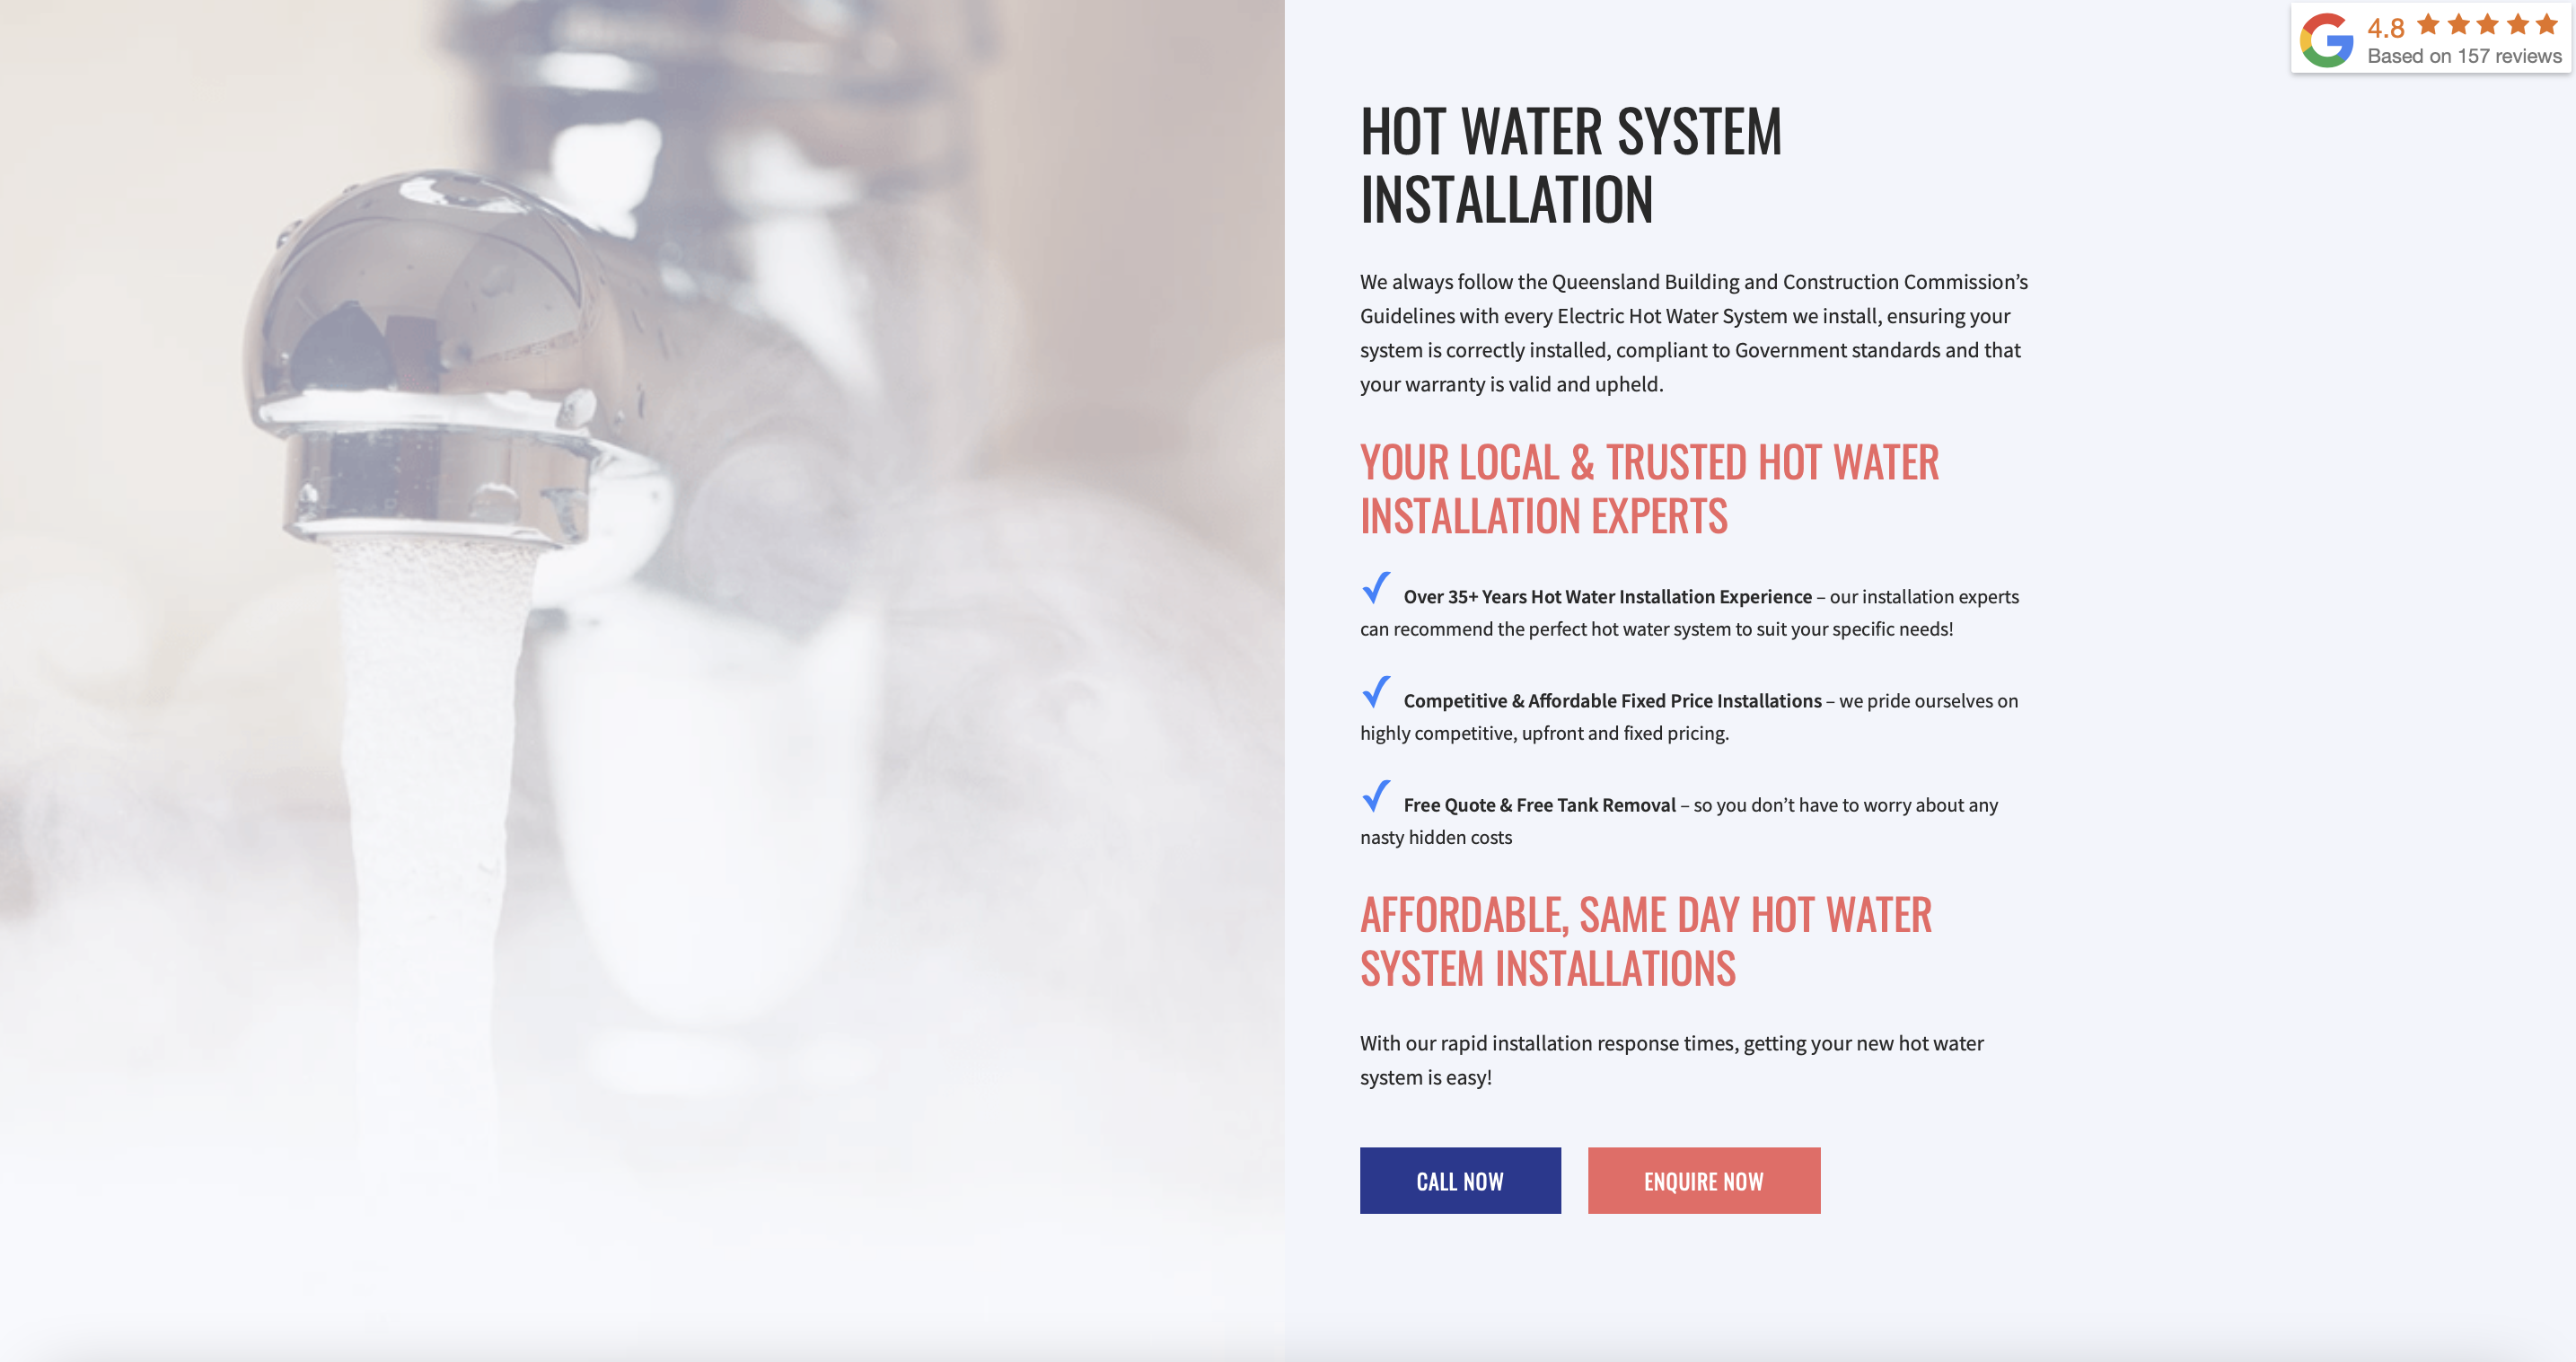 4.8
Based on 157 reviews
HOT WATER SYSTEM
INSTALLATION
We always follow the Queensland Building and Construction Commission’s
Guidelines with every Electric Hot Water System we install, ensuring your
system is correctly installed, compliant to Government standards and that
your warranty is valid and upheld.
YOUR LOCAL & TRUSTED HOT WATER
INSTALLATION EXPERTS
Over 35+ Years Hot Water Installation Experience – our installation experts
can recommend the perfect hot water system to suit your specific needs!
Competitive & Affordable Fixed Price Installations – we pride ourselves on
highly competitive, upfront and fixed pricing.
Free Quote & Free Tank Removal – so you don’t have to worry about any
nasty hidden costs
AFFORDABLE, SAME DAY HOT WATER
SYSTEM INSTALLATIONS
With our rapid installation response times, getting your new hot water
system is easy!
CALL NOW
ENQUIRE NOW